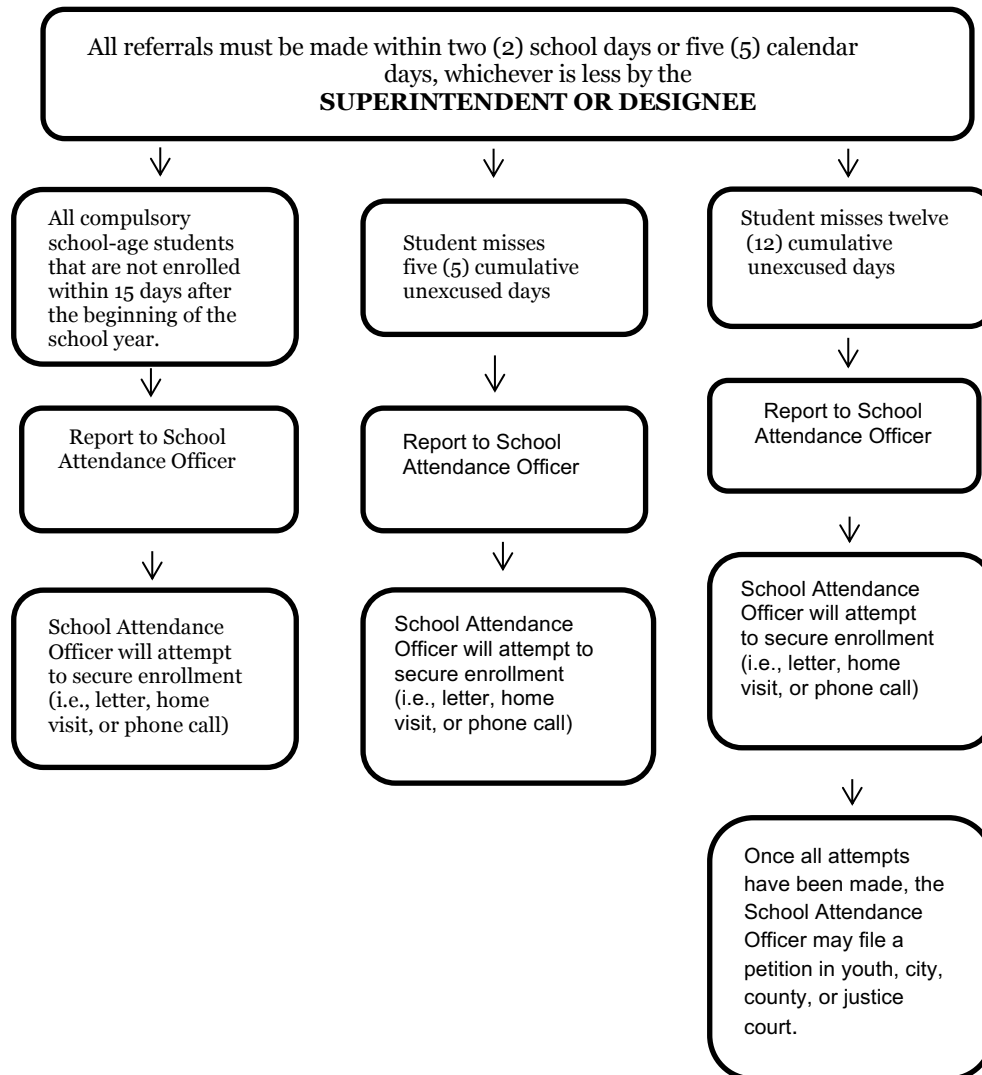 All referrals must be made within two (2) school days or five (5) calendar
days, whichever is less by the
SUPERINTENDENT OR DESIGNEE
All compulsory
school-age students
that are not enrolled
within 15 days after
the beginning of the
school year.
Report to School
Attendance Officer
School Attendance
Officer will attempt
to secure enrollment
(i.e., letter, home
visit, or phone call)
Student misses
five (5) cumulative
unexcused days
Report to School
Attendance Officer
School Attendance
Officer will attempt to
secure enrollment
(i.e., letter, home
visit, or phone call)
Student misses twelve
(12) cumulative
unexcused days
Report to School
Attendance Officer
School Attendance
Officer will attempt
to secure enrollment
(i.e., letter, home
visit, or phone call)
Once all attempts
have been made, the
School Attendance
Officer may file a
petition in youth, city,
county, or justice
court.